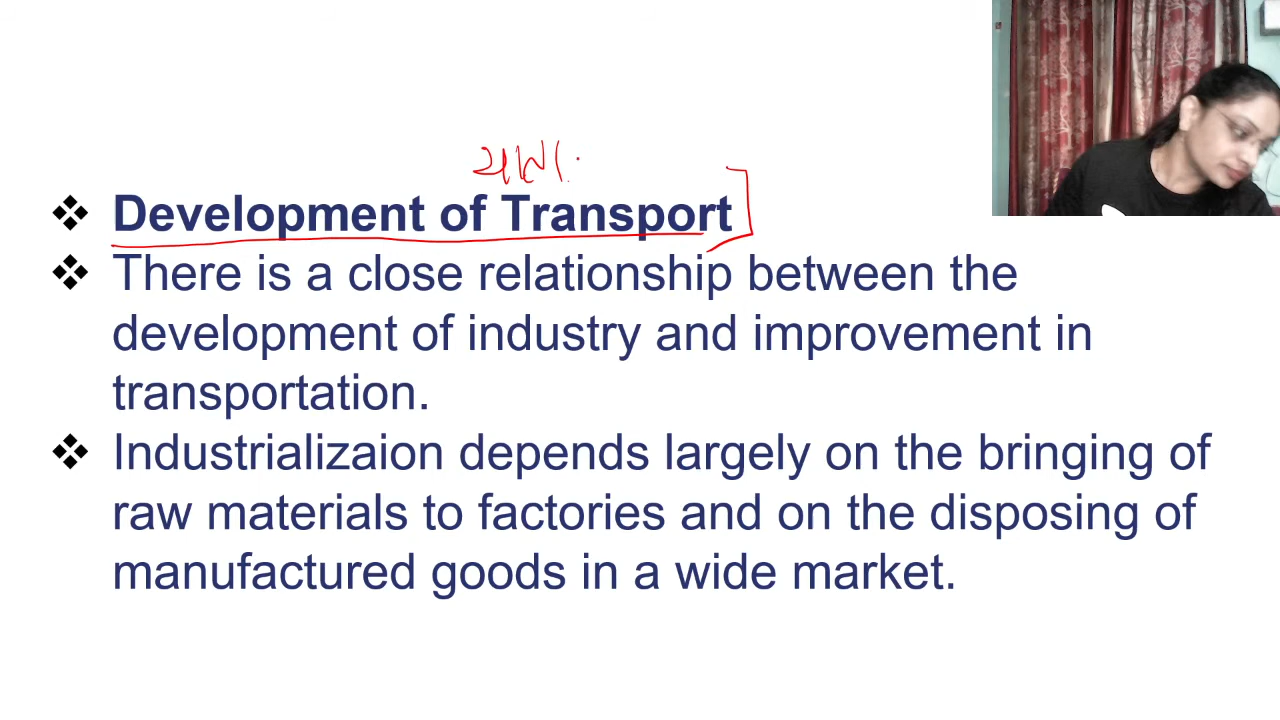 ❖ Development of Transport
❖ There is a close relationship between the
development of industry and improvement in
transportation.
❖ Industrializaion depends largely on the bringing of
raw materials to factories and on the disposing of
manufactured goods in a wide market.